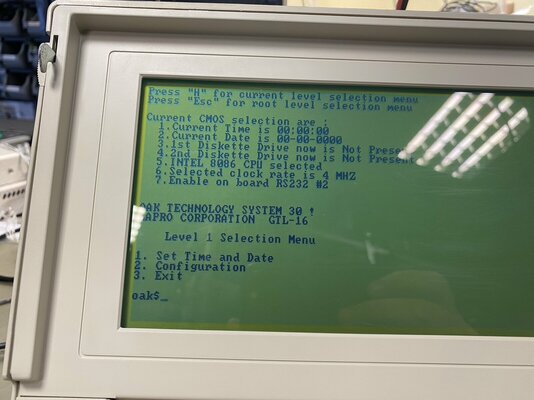 Press "H" for current level selection menu
Press "Esc" for root level selection menu
Current CMOS selection are :
1.Current Time is 00:00:00
2.Current Date is 00-00-0000
3.1st Diskette Drive now is Not Present
4.2nd Diskette Drive now is Not Present
5.INTEL 8086 CPU selected
6.Selected clock rate is 4 MHZ
7.Enable on board RS232 #2
OAK TECHNOLOGY SYSTEM 30 !
CORPORATION GTL-16
Level 1 Selection Menu
1. Set Time and Date
2. Configuration
3. Exit
oak$_